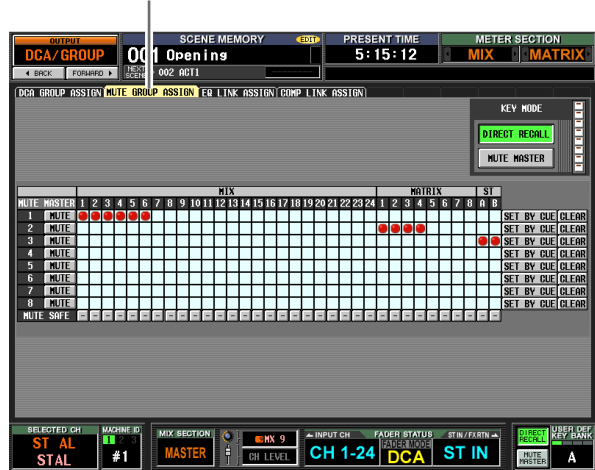 OUTPUT
DCA/GROUP
BACK FORWARD
SCENE MEMORY EDIT
001 Opening
NEXT SCENE 002 ACT1
PRESENT TIME
5:15:12
METER SECTION
MIX MATRIX
DCA GROUP ASSIGN MUTE GROUP ASSIGN EQ LINK ASSIGN COMP LINK ASSIGN
KEY MODE
DIRECT RECALL
MUTE MASTER
MIX MATRIX ST
MUTE MASTER 1 2 3 4 5 6 7 8 9 10 11 12 13 14 15 16 17 18 19 20 21 22 23 24 1 2 3 4 5 6 7 8 A B
1 MUTE SET BY CUE CLEAR
2 MUTE SET BY CUE CLEAR
3 MUTE SET BY CUE CLEAR
4 MUTE SET BY CUE CLEAR
5 MUTE SET BY CUE CLEAR
6 MUTE SET BY CUE CLEAR
7 MUTE SET BY CUE CLEAR
8 MUTE SET BY CUE CLEAR
MUTE SAFE - - - - - - - - - - - - - - - - - - - - - - - - - - - - - - - - - -
SELECTED CH
ST AL
STAL
MACHINE ID
1 2 3
#1
MIX SECTION
MASTER
MX 9
CH LEVEL
INPUT CH FADER STATUS ST IN/FX RTN
CH 1-24
FADER MODE
DCA
ST IN
DIRECT RECALL
MUTE MASTER
USER DEF KEY BANK
A